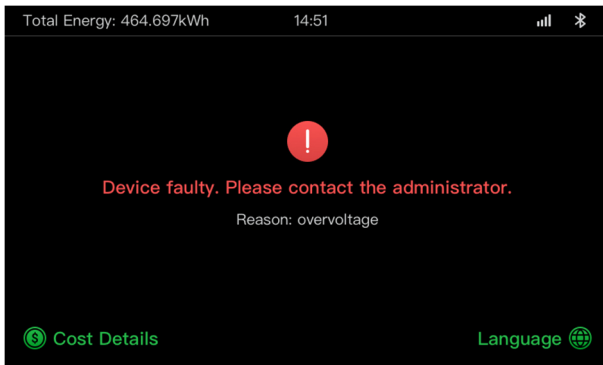 Total Energy: 464.697kWh 14:51
Device faulty. Please contact the administrator.
Reason: overvoltage
Cost Details Language